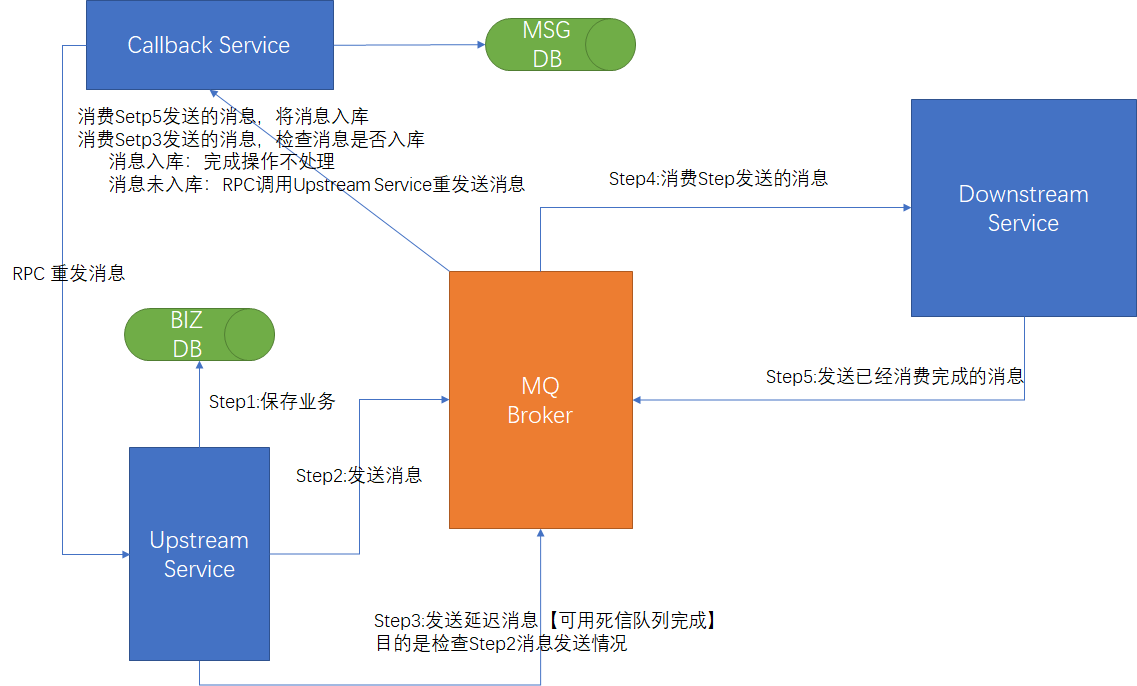 Callback Service
MSG
DB
消费Setp5发送的消息，将消息入库
消费Setp3发送的消息，检查消息是否入库
消息入库：完成操作不处理
消息未入库：RPC调用Upstream Service重发送消息
Step4:消费Step发送的消息
Downstream
Service
RPC 重发消息
BIZ
DB
Step1:保存业务
MQ
Broker
Step5:发送已经消费完成的消息
Step2:发送消息
Upstream
Service
Step3:发送延迟消息【可用死信队列完成】
目的是检查Step2消息发送情况